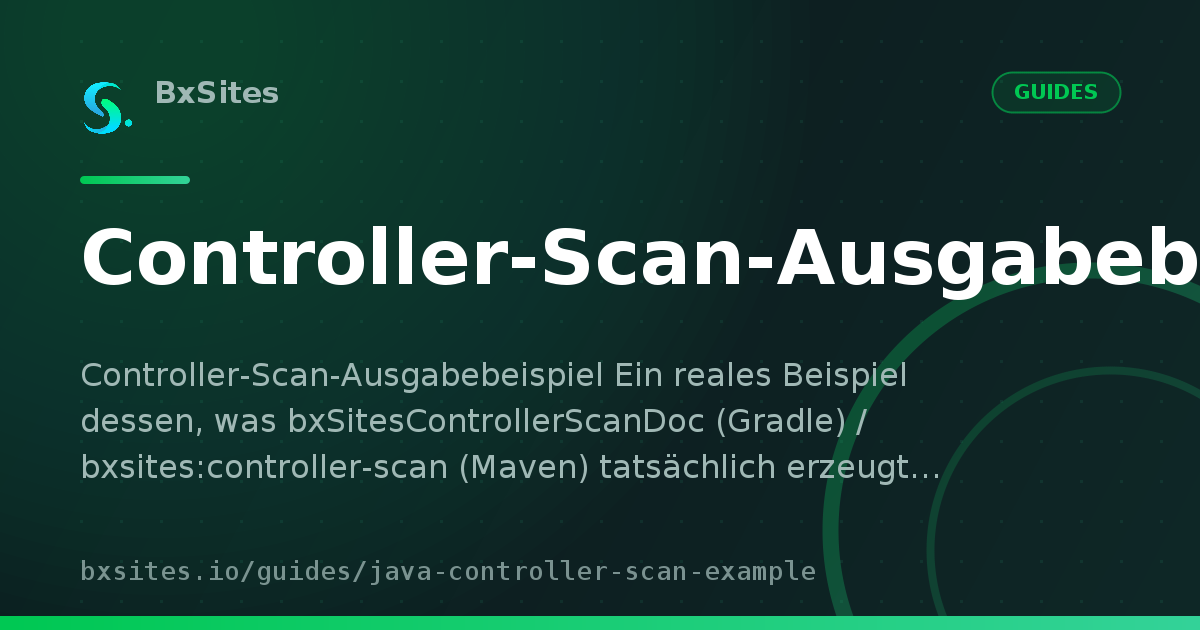 BxSites
GUIDES
Controller-Scan-Ausgabeb
Controller-Scan-Ausgabebeispiel Ein reales Beispiel
dessen, was bxSitesControllerScanDoc (Gradle) /
bxsites:controller-scan (Maven) tatsächlich erzeugt…
bxsites.io/guides/java-controller-scan-example